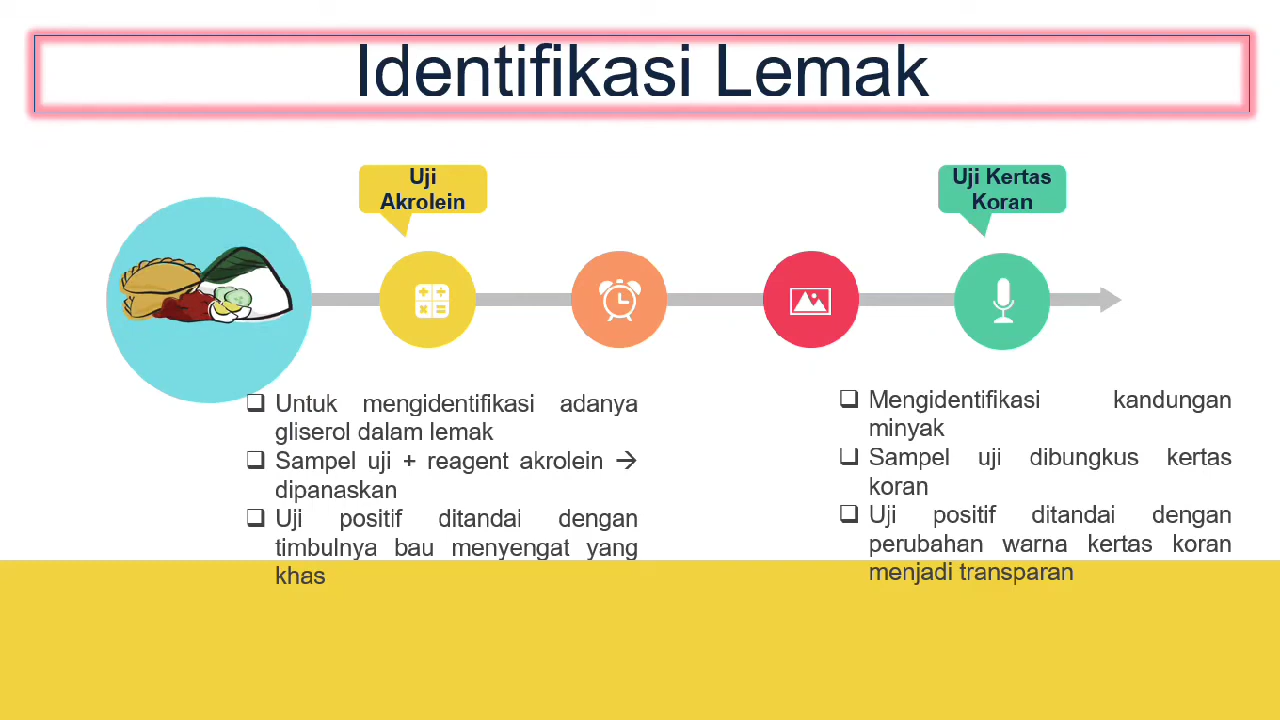 Identifikasi Lemak
Uji
Akrolein
Uji Kertas
Koran
❑ Untuk mengidentifikasi adanya
gliserol dalam lemak
❑ Sampel uji + reagent akrolein →
dipanaskan
❑ Uji positif ditandai dengan
timbulnya bau menyengat yang
khas
❑ Mengidentifikasi kandungan
minyak
❑ Sampel uji dibungkus kertas
koran
❑ Uji positif ditandai dengan
perubahan warna kertas koran
menjadi transparan